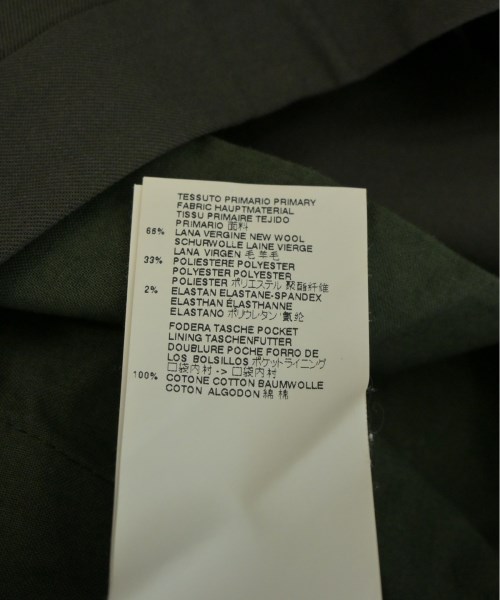 TESSUTO PRIMARIO PRIMARY
FABRIC HAUPTMATERIAL
TISSU PRIMAIRE TEJIDO
PRIMARIO 面料
66% LANA VERGINE NEW WOOL
SCHURWOLLE LAINE VIERGE
LANA VIRGEN 毛 羊毛
33% POLIESTERE POLYESTER
POLYESTER POLYESTER
POLIESTER ポリエステル 聚酯纤维
2% ELASTAN ELASTANE-SPANDEX
ELASTHAN ELASTHANNE
ELASTANO ポリウレタン 氨纶
FODERA TASCHE POCKET
LINING TASCHENFUTTER
DOUBLURE POCHE FORRO DE
LOS BOLSILLOS ポケットライニング
口袋内衬 -> 口袋内衬
100% COTONE COTTON BAUMWOLLE
COTON ALGODON 綿 棉